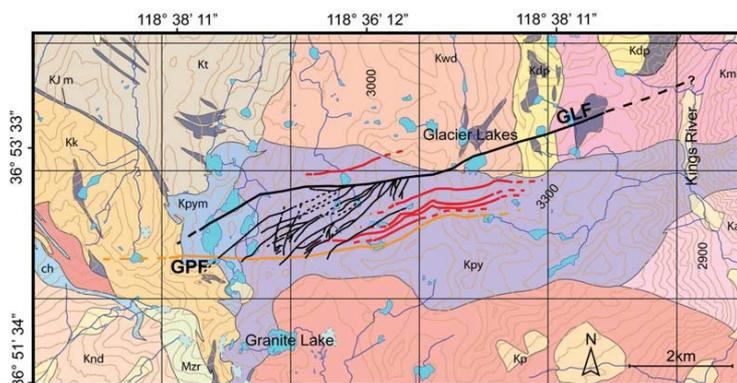 118° 38' 11"
118° 36' 12"
118° 38' 11"
36° 53' 33"
36° 51' 34"
KJ m
Kt
3000
Kwd
Kdp
Kdp
Km
?
Kk
Glacier Lakes
GLF
Kings River
Kpym
3300
GPF
Kpy
2900
Ka
ch
Granite Lake
N
2km
Knd
Mzr
Kp